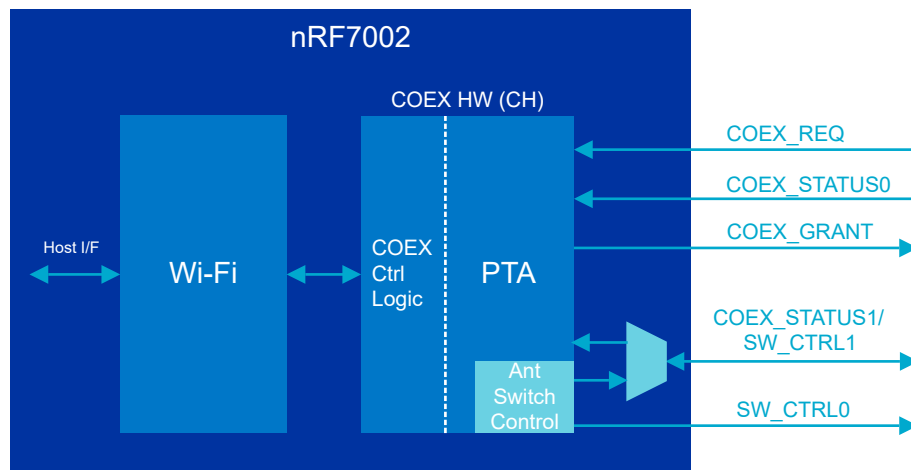 nRF7002
COEX HW (CH)
COEX_REQ
COEX_STATUS0
COEX_GRANT
Host I/F
Wi-Fi
COEX
Ctrl
Logic
PTA
COEX_STATUS1/
SW_CTRL1
Ant
Switch
Control
SW_CTRL0